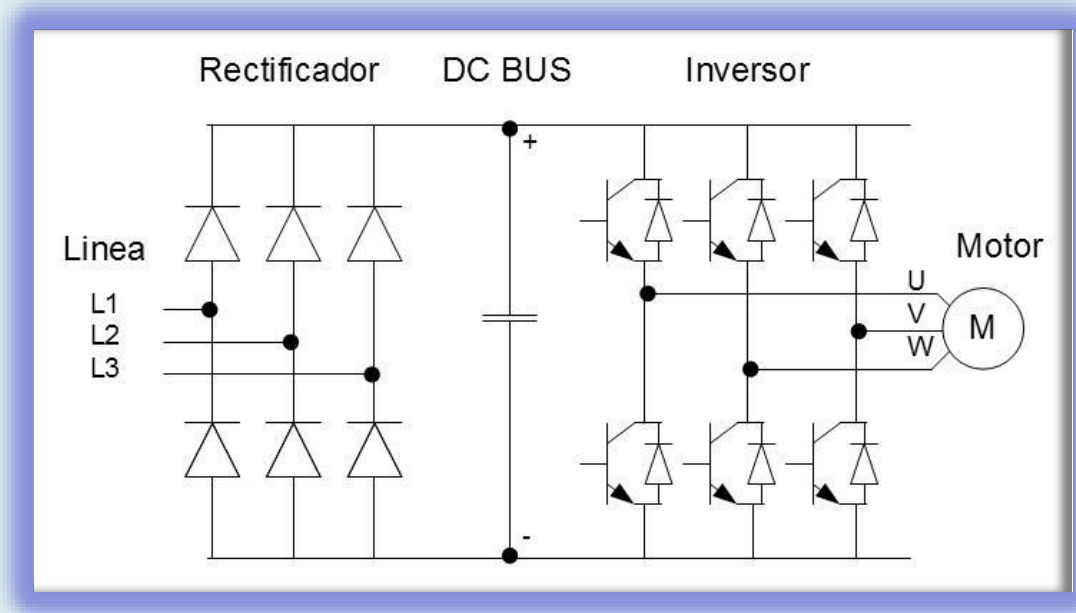 Rectificador DC BUS Inversor
+
Linea
Motor
L1
L2
L3
U
V
W
M
-